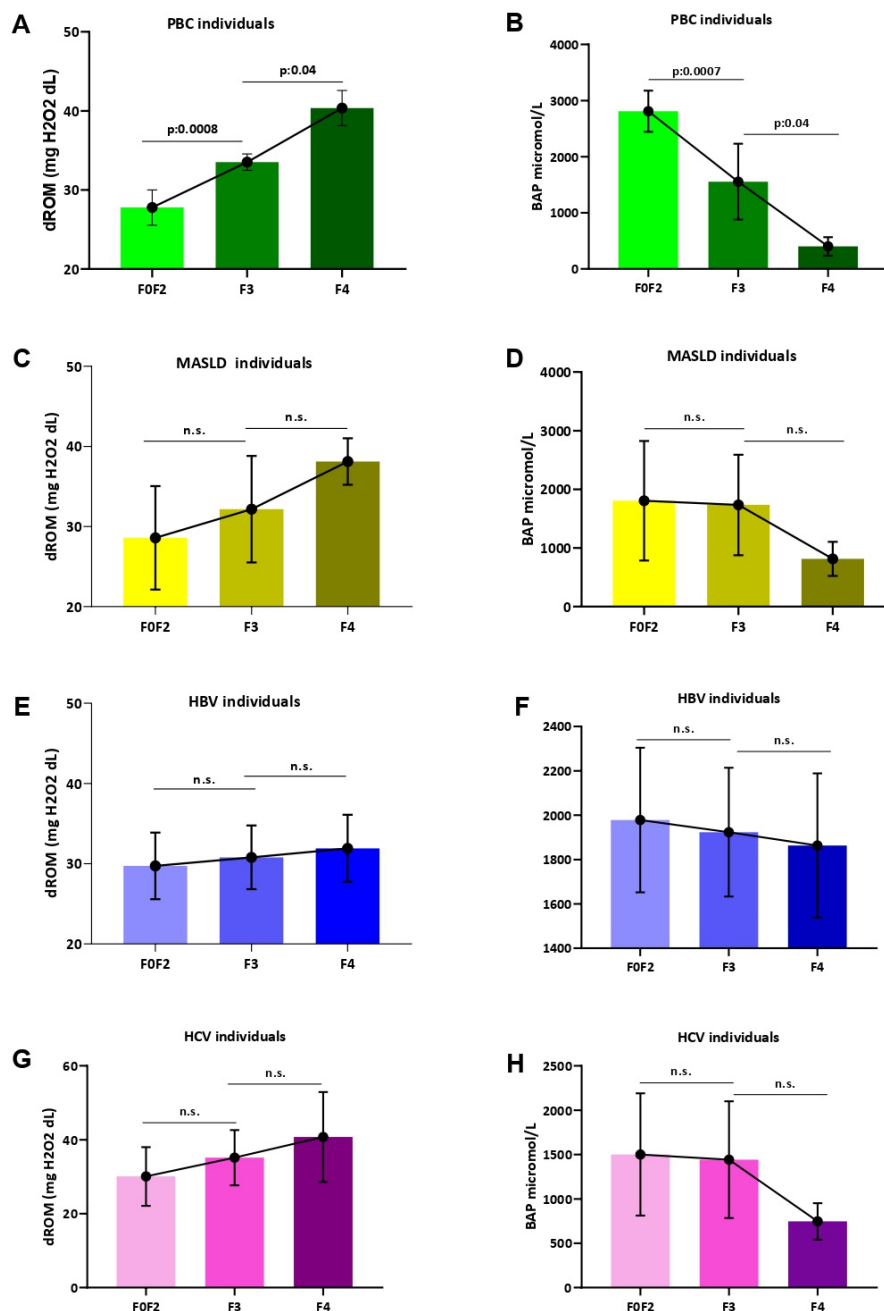 A
PBC individuals
dROM (mg H2O2 dL)
50
40
30
20
p:0.0008
p:0.04
F0F2
F3
F4
B
PBC individuals
BAP micromol/L
4000
3000
2000
1000
0
p:0.0007
p:0.04
F0F2
F3
F4
C
MASLD individuals
dROM (mg H2O2 dL)
50
40
30
20
n.s.
n.s.
F0F2
F3
F4
D
MASLD individuals
BAP micromol/L
4000
3000
2000
1000
0
n.s.
n.s.
F0F2
F3
F4
E
HBV individuals
dROM (mg H2O2 dL)
50
40
30
20
n.s.
n.s.
F0F2
F3
F4
F
HBV individuals
BAP micromol/L
2400
2200
2000
1800
1600
1400
n.s.
n.s.
F0F2
F3
F4
G
HCV individuals
dROM (mg H2O2 dL)
60
40
20
0
n.s.
n.s.
F0F2
F3
F4
H
HCV individuals
BAP micromol/L
2500
2000
1500
1000
500
0
n.s.
n.s.
F0F2
F3
F4